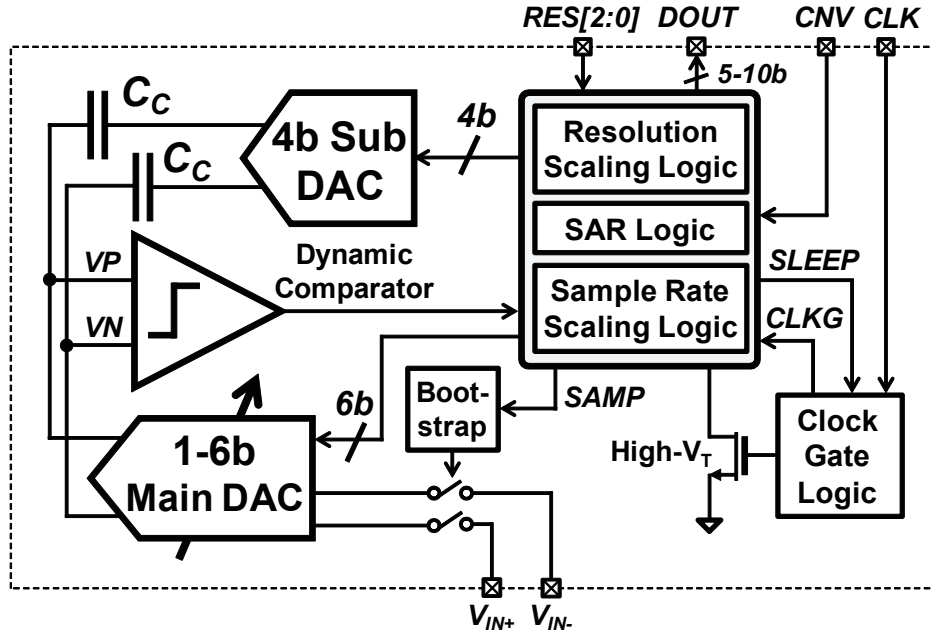 RES[2:0] DOUT CNV CLK
5-10b
C_C
4b Sub
DAC
4b
C_C
Resolution
Scaling Logic
SAR Logic
Sample Rate
Scaling Logic
VP
VN
Dynamic
Comparator
SLEEP
CLKG
6b
Boot-
strap
SAMP
1-6b
Main DAC
High-V_T
Clock
Gate
Logic
V_IN+ V_IN-